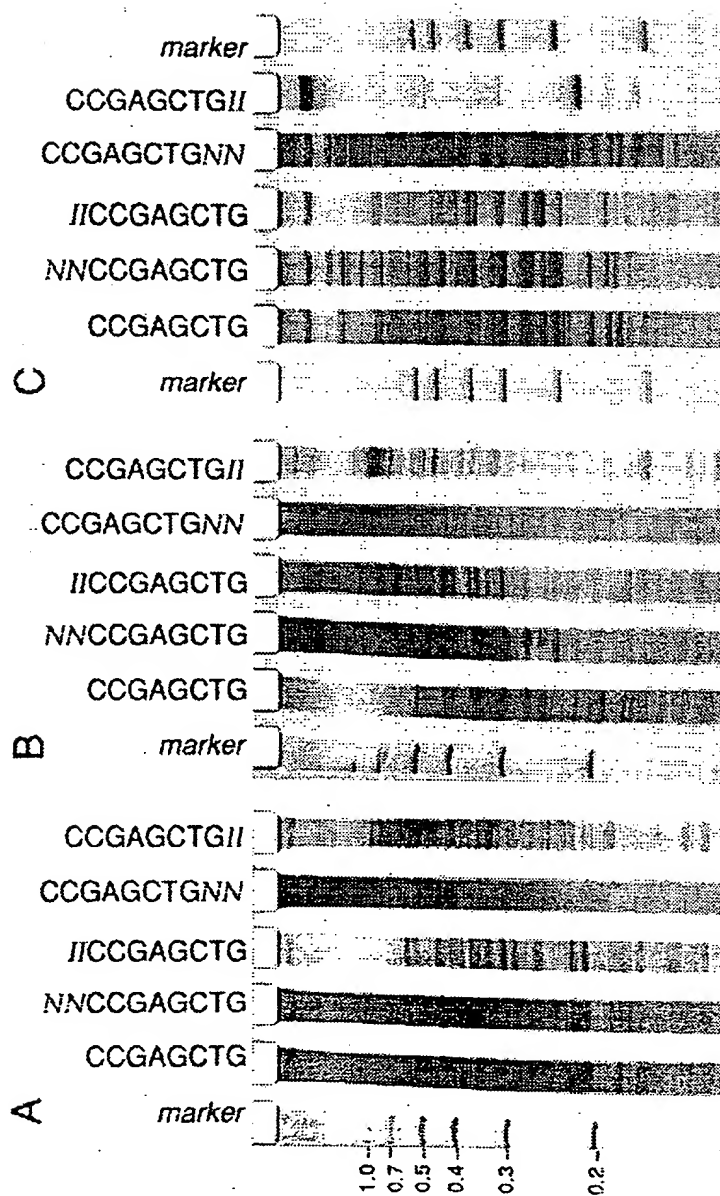 A
marker
CCGAGCTG
NNCCGAGCTG
IICCGAGCTG
CCGAGCTGNN
CCGAGCTGII
B
marker
CCGAGCTG
NNCCGAGCTG
IICCGAGCTG
CCGAGCTGNN
CCGAGCTGII
C
marker
CCGAGCTG
NNCCGAGCTG
IICCGAGCTG
CCGAGCTGNN
CCGAGCTGII
marker
1.0
0.7
0.5
0.4
0.3
0.2